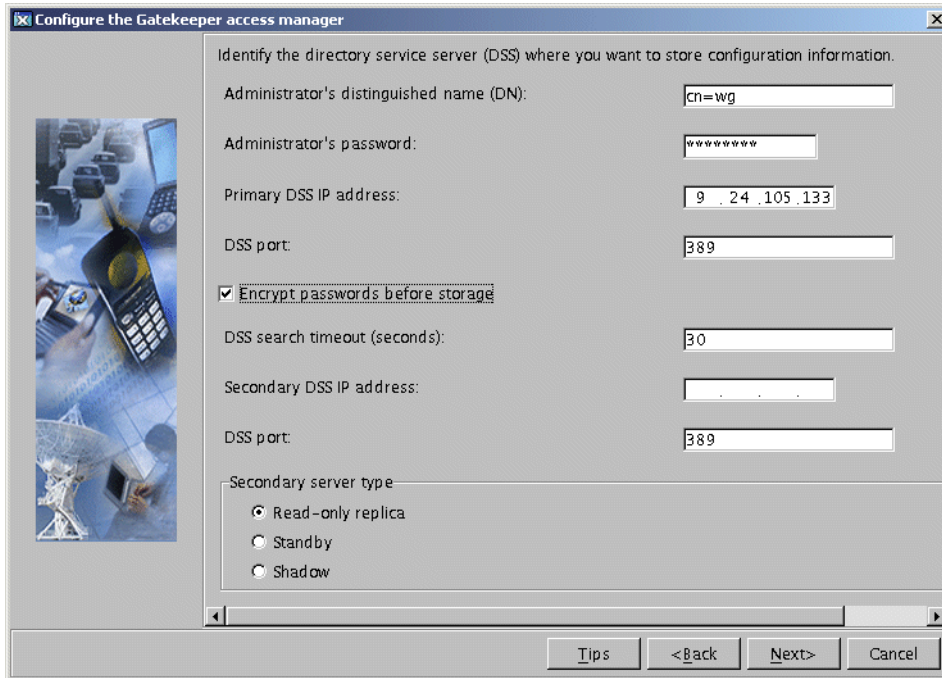 Configure the Gatekeeper access manager
Identify the directory service server (DSS) where you want to store configuration information.
Administrator's distinguished name (DN): cn=wg
Administrator's password: ********
Primary DSS IP address: 9 . 24 .105 .133
DSS port: 389
Encrypt passwords before storage
DSS search timeout (seconds): 30
Secondary DSS IP address: . . .
DSS port: 389
Secondary server type
Read-only replica
Standby
Shadow
Tips <Back Next> Cancel